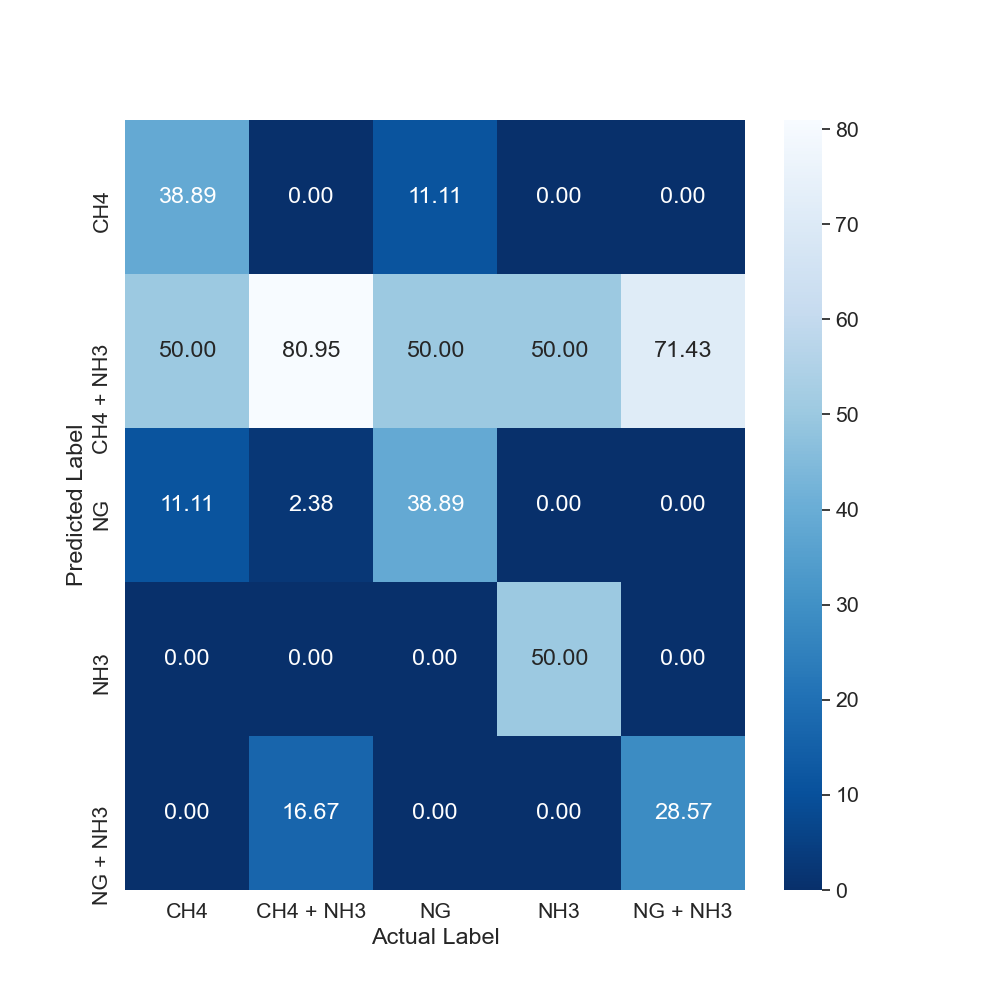 CH4
38.89 0.00 11.11 0.00 0.00
CH4 + NH3
50.00 80.95 50.00 50.00 71.43
NG
11.11 2.38 38.89 0.00 0.00
NH3
0.00 0.00 0.00 50.00 0.00
NG + NH3
0.00 16.67 0.00 0.00 28.57
Predicted Label
CH4 CH4 + NH3 NG NH3 NG + NH3
Actual Label
80
70
60
50
40
30
20
10
0